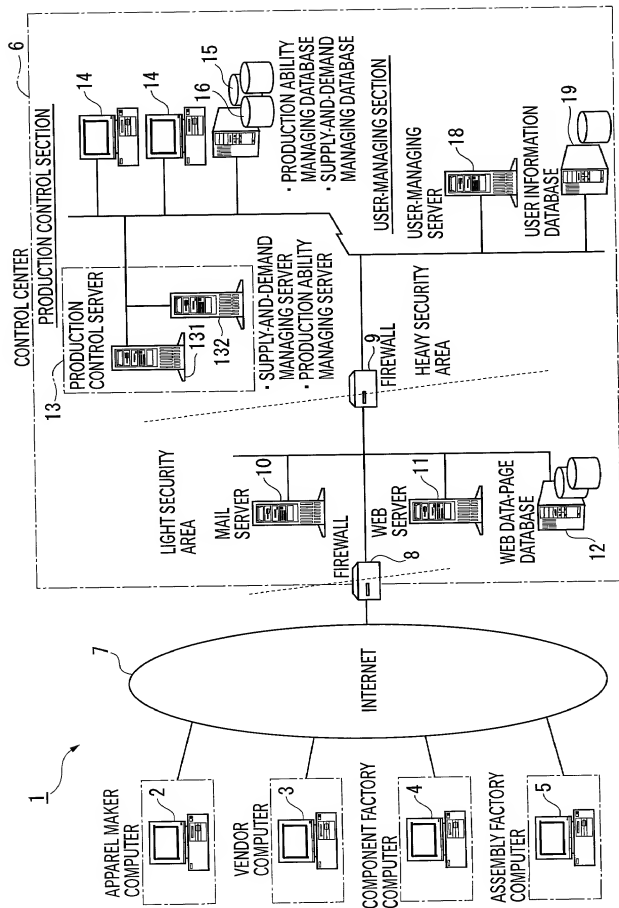 1
APPAREL MAKER
COMPUTER
2
VENDOR
COMPUTER
3
COMPONENT FACTORY
COMPUTER
4
ASSEMBLY FACTORY
COMPUTER
5
7
INTERNET
CONTROL CENTER
6
LIGHT SECURITY
AREA
FIREWALL
8
MAIL
SERVER
10
WEB
SERVER
11
WEB DATA-PAGE
DATABASE
12
FIREWALL
9
HEAVY SECURITY
AREA
PRODUCTION CONTROL SECTION
13
PRODUCTION
CONTROL SERVER
131
132
• SUPPLY-AND-DEMAND
MANAGING SERVER
• PRODUCTION ABILITY
MANAGING SERVER
14
14
16
15
• PRODUCTION ABILITY
MANAGING DATABASE
• SUPPLY-AND-DEMAND
MANAGING DATABASE
USER-MANAGING SECTION
USER-MANAGING
SERVER
18
USER INFORMATION
DATABASE
19